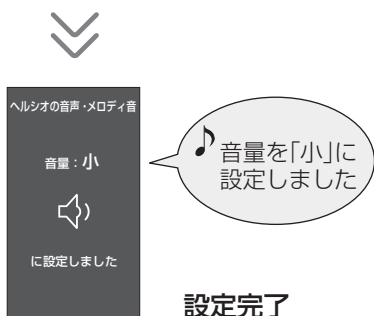 ヘルシオの音声・メロディ音
音量：小
に設定しました
音量を「小」に
設定しました
設定完了